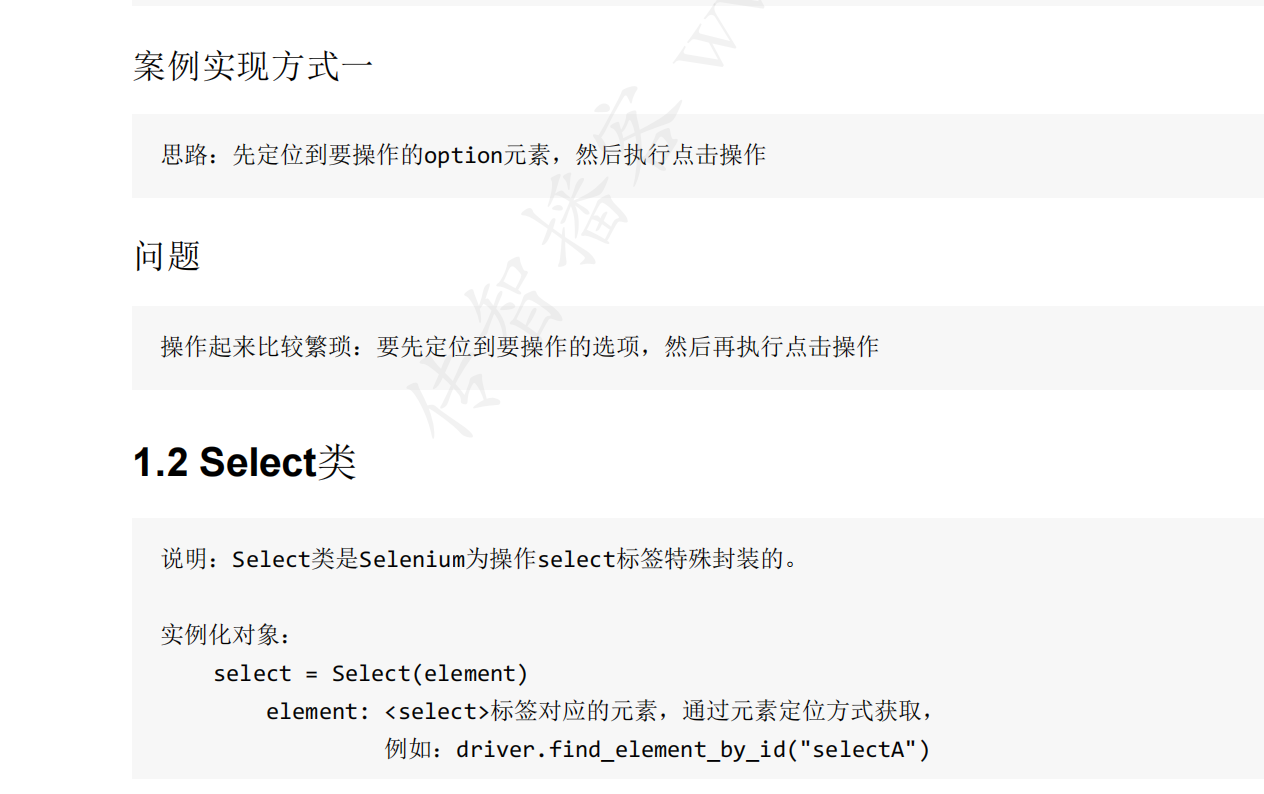 案例实现方式一
思路：先定位到要操作的option元素，然后执行点击操作
问题
操作起来比较繁琐：要先定位到要操作的选项，然后再执行点击操作
1.2 Select类
说明：Select类是Selenium为操作select标签特殊封装的。
实例化对象：
select = Select(element)
element: <select>标签对应的元素，通过元素定位方式获取，
例如：driver.find_element_by_id("selectA")
传智播客 w